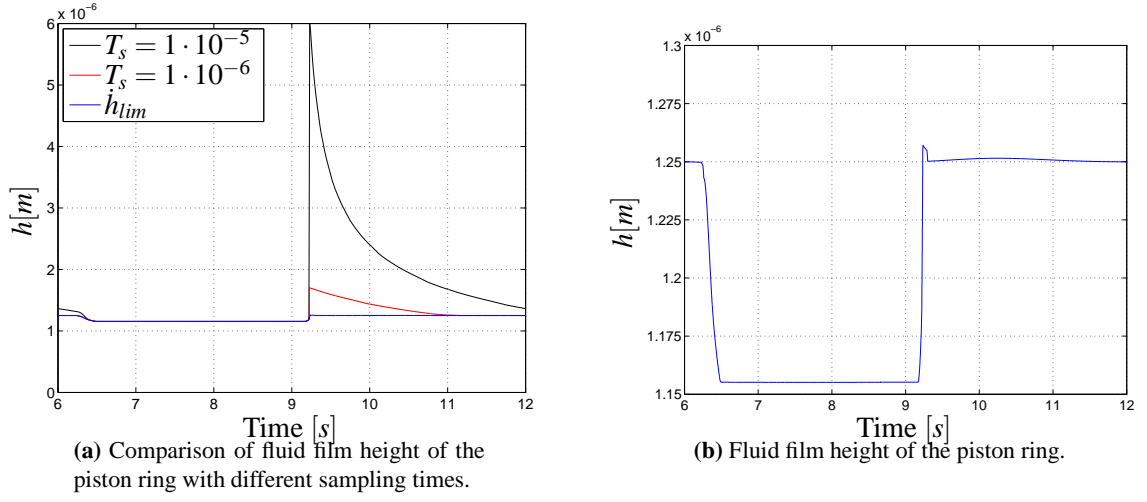 x 10⁻⁶
6
5
4
3
2
1
0
h[m]
T_s = 1 · 10⁻⁵
T_s = 1 · 10⁻⁶
ḣ_lim
6 7 8 9 10 11 12
Time [s]
(a) Comparison of fluid film height of the
piston ring with different sampling times.
x 10⁻⁶
1.3
1.275
1.25
1.225
1.2
1.175
1.15
h[m]
6 7 8 9 10 11 12
Time [s]
(b) Fluid film height of the piston ring.